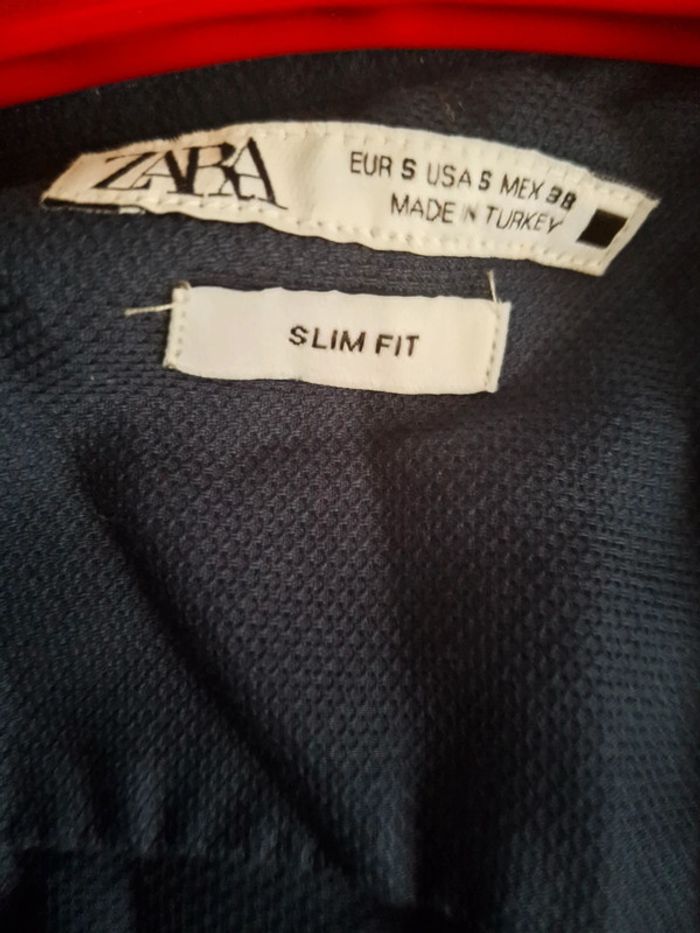 ZARA
EUR S USA S MEX 38
MADE IN TURKEY
SLIM FIT